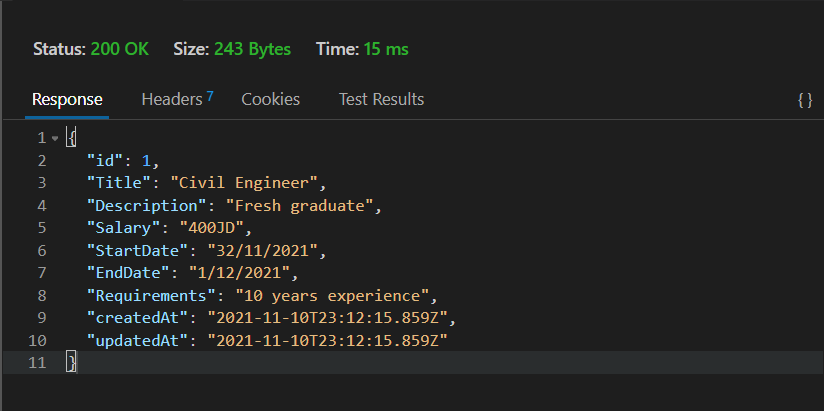 Status: 200 OK Size: 243 Bytes Time: 15 ms
Response Headers 7 Cookies Test Results { }
1 {
2 "id": 1,
3 "Title": "Civil Engineer",
4 "Description": "Fresh graduate",
5 "Salary": "400JD",
6 "StartDate": "32/11/2021",
7 "EndDate": "1/12/2021",
8 "Requirements": "10 years experience",
9 "createdAt": "2021-11-10T23:12:15.859Z",
10 "updatedAt": "2021-11-10T23:12:15.859Z"
11 }